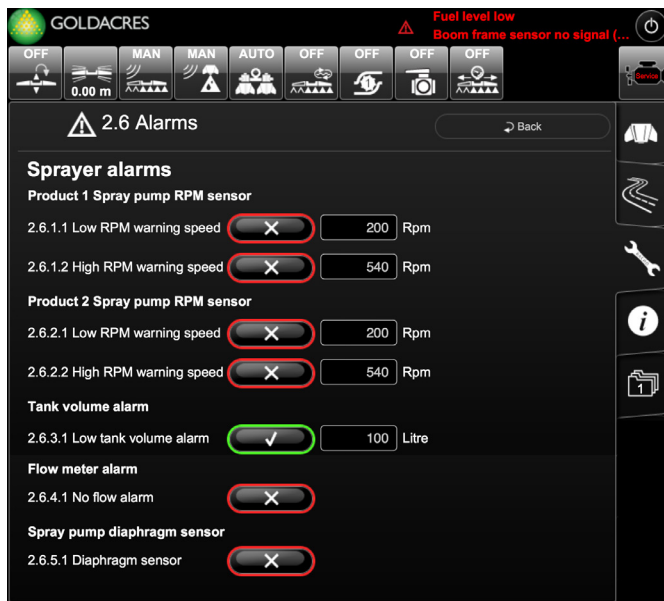 GOLDACRES
Fuel level low
Boom frame sensor no signal (...
OFF
MAN
MAN
AUTO
OFF
OFF
OFF
OFF
0.00 m
1
Service
2.6 Alarms
Back
Sprayer alarms
Product 1 Spray pump RPM sensor
2.6.1.1 Low RPM warning speed 200 Rpm
2.6.1.2 High RPM warning speed 540 Rpm
Product 2 Spray pump RPM sensor
2.6.2.1 Low RPM warning speed 200 Rpm
2.6.2.2 High RPM warning speed 540 Rpm
i
1
Tank volume alarm
2.6.3.1 Low tank volume alarm 100 Litre
Flow meter alarm
2.6.4.1 No flow alarm
Spray pump diaphragm sensor
2.6.5.1 Diaphragm sensor